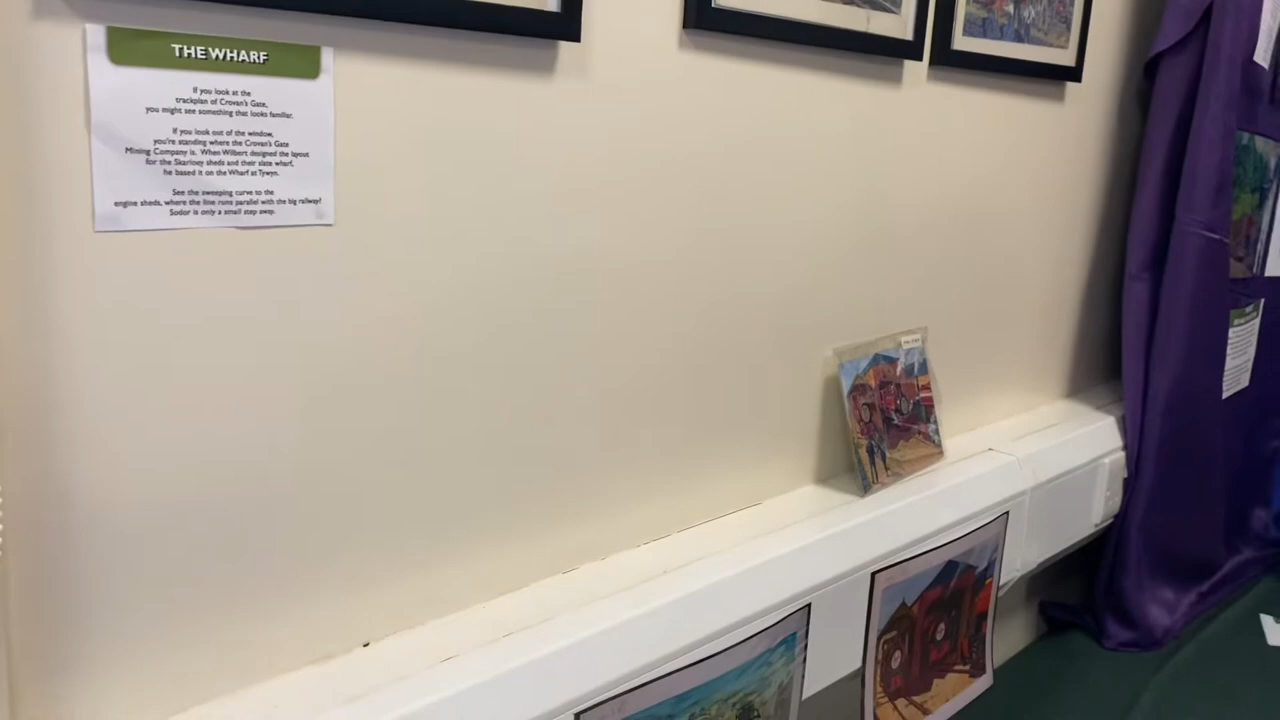 THE WHARF
If you look at the
trackplan of Crovan's Gate,
you might see something that looks familiar.
If you look out of the window,
you're standing where the Crovan's Gate
Mining Company is. When Wilbert designed the layout
for the Skarloey sheds and their slate wharf,
he based it on the Wharf at Tywyn.
See the sweeping curve to the
engine sheds, where the line runs parallel with the big railway!
Sodor is only a small step away.